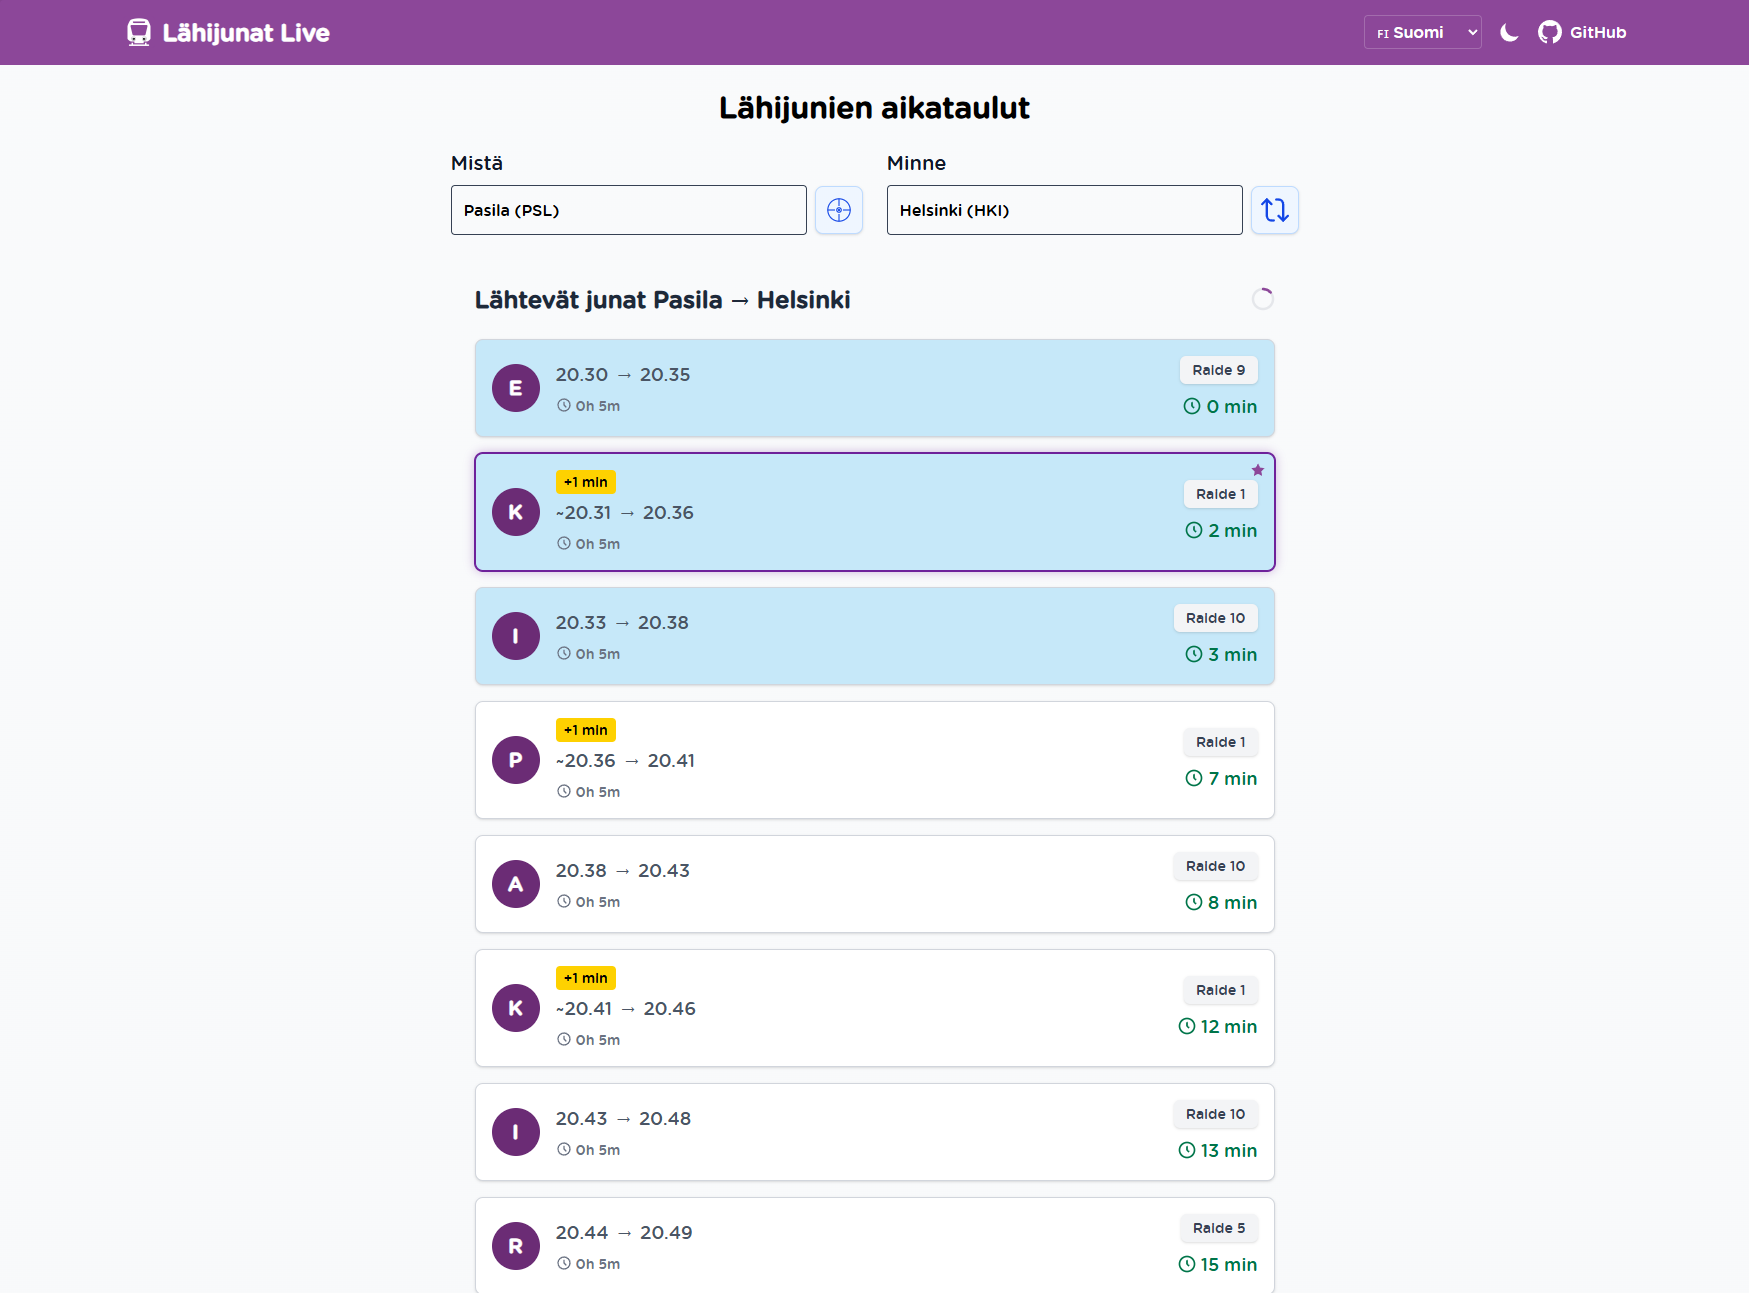 Lähijunat Live
FI Suomi
GitHub
Lähijunien aikataulut
Mistä
Minne
Pasila (PSL)
Helsinki (HKI)
Lähtevät junat Pasila → Helsinki
E
20.30 → 20.35
0h 5m
Raide 9
0 min
K
+1 min
~20.31 → 20.36
0h 5m
Raide 1
2 min
I
20.33 → 20.38
0h 5m
Raide 10
3 min
P
+1 min
~20.36 → 20.41
0h 5m
Raide 1
7 min
A
20.38 → 20.43
0h 5m
Raide 10
8 min
K
+1 min
~20.41 → 20.46
0h 5m
Raide 1
12 min
I
20.43 → 20.48
0h 5m
Raide 10
13 min
R
20.44 → 20.49
0h 5m
Raide 5
15 min